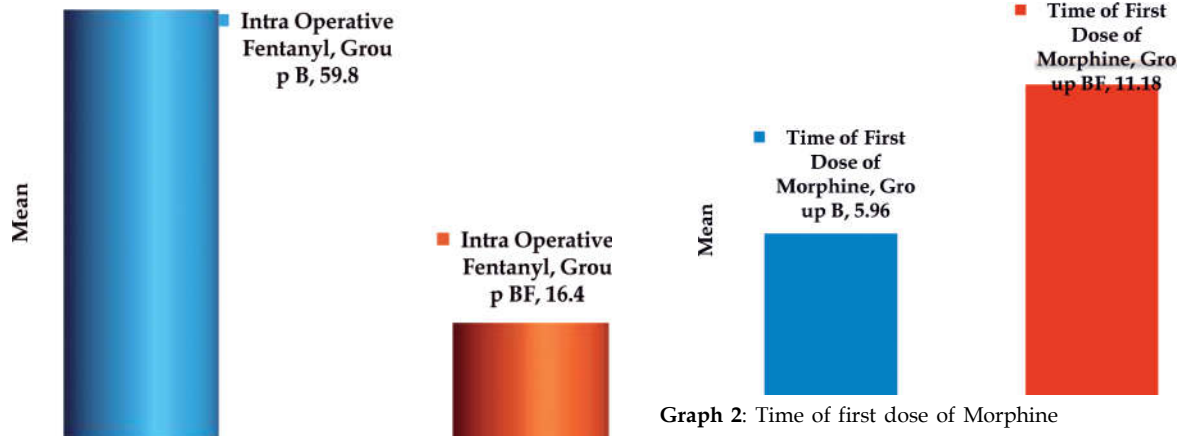 Mean
Intra Operative
Fentanyl, Grou
p B, 59.8
Intra Operative
Fentanyl, Grou
p BF, 16.4
Mean
Time of First
Dose of
Morphine, Gro
up B, 5.96
Time of First
Dose of
Morphine, Gro
up BF, 11.18
Graph 2: Time of first dose of Morphine